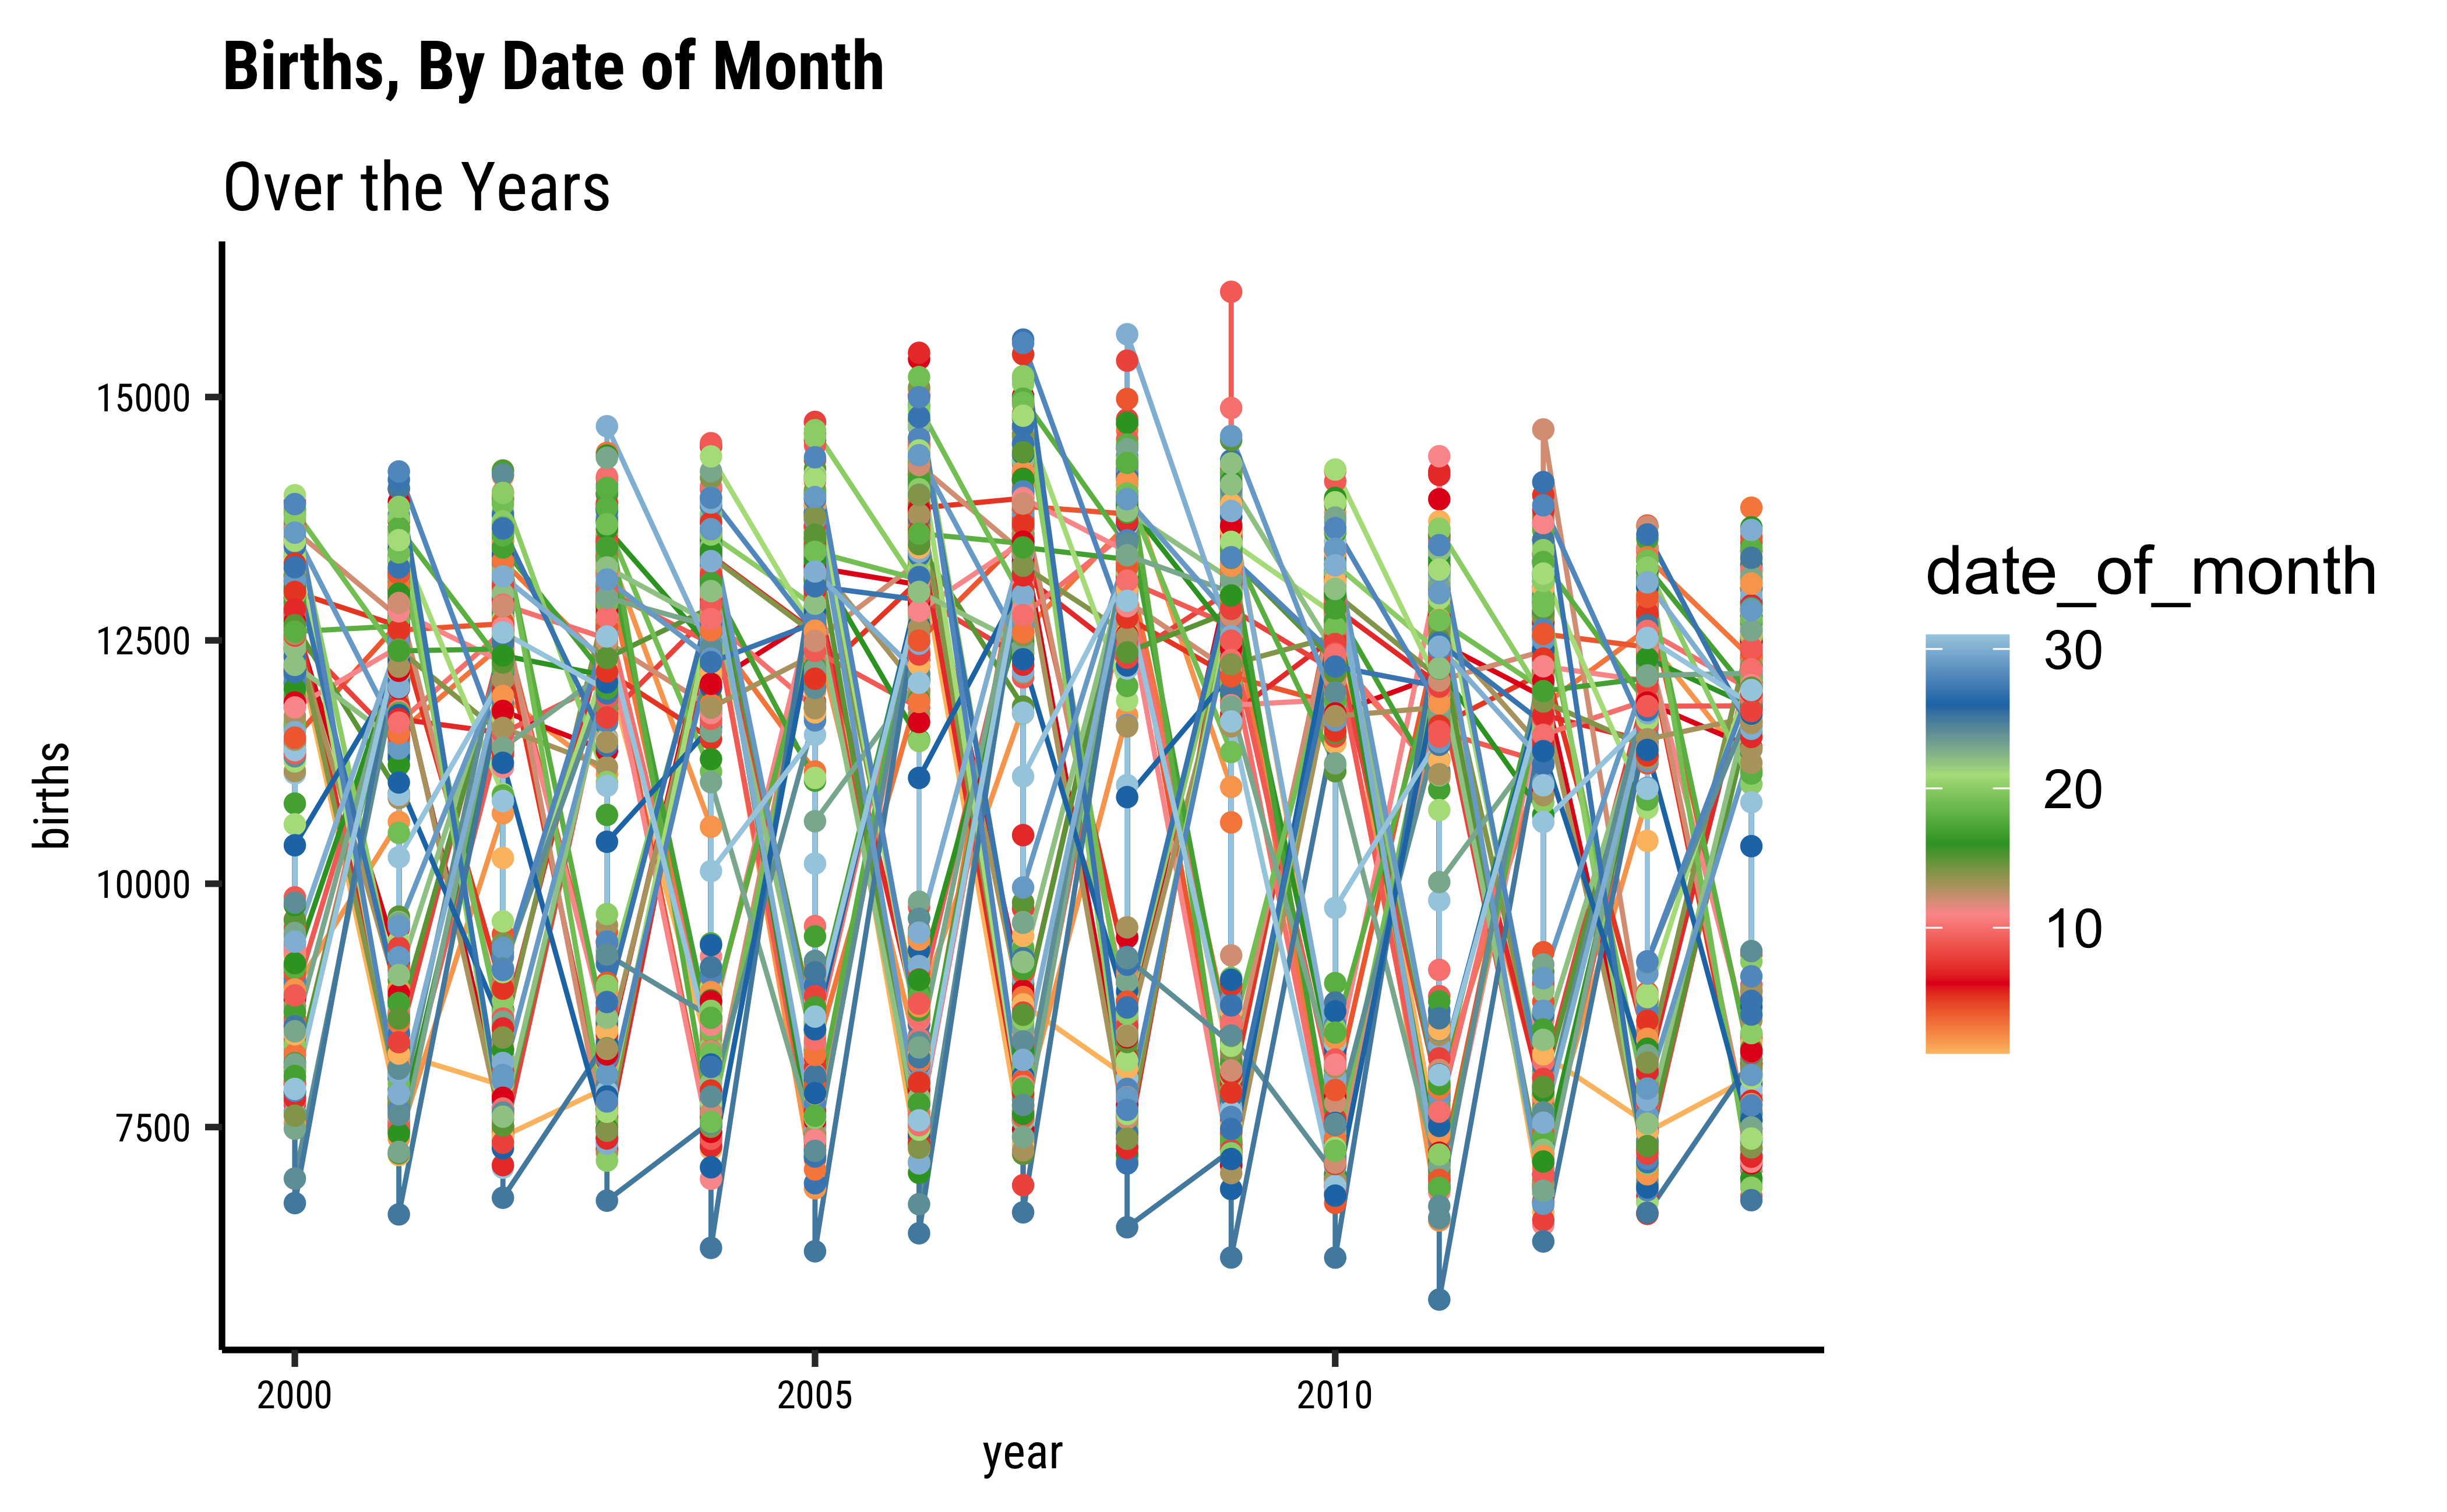 Births, By Date of Month
Over the Years
births
15000
12500
10000
7500
2000
2005
2010
year
date_of_month
30
20
10